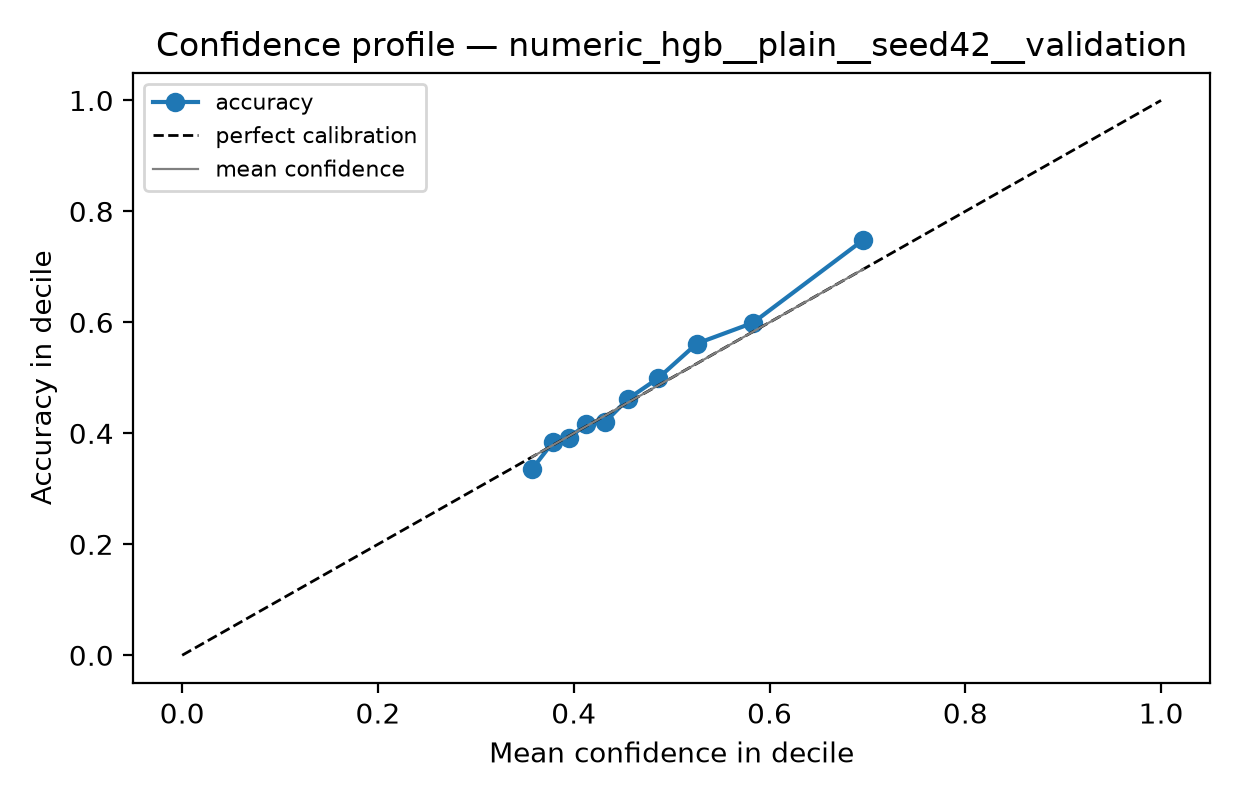 Confidence profile — numeric_hgb__plain__seed42__validation
accuracy
perfect calibration
mean confidence
1.0
0.8
0.6
0.4
0.2
0.0
Accuracy in decile
0.0 0.2 0.4 0.6 0.8 1.0
Mean confidence in decile